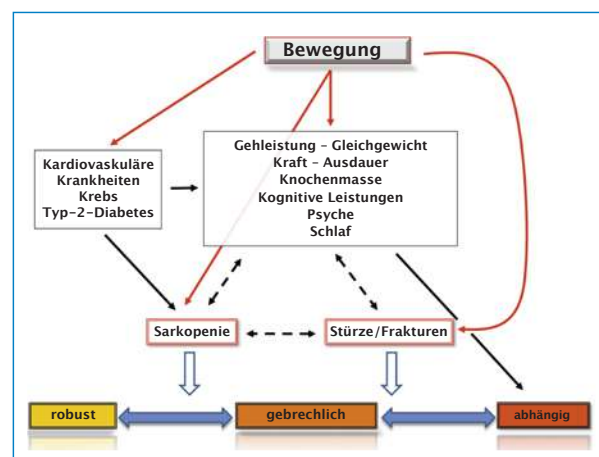 Bewegung
Kardiovaskuläre
Krankheiten
Krebs
Typ-2-Diabetes
Gehleistung – Gleichgewicht
Kraft – Ausdauer
Knochenmasse
Kognitive Leistungen
Psyche
Schlaf
Sarkopenie
Stürze/Frakturen
robust
gebrechlich
abhängig